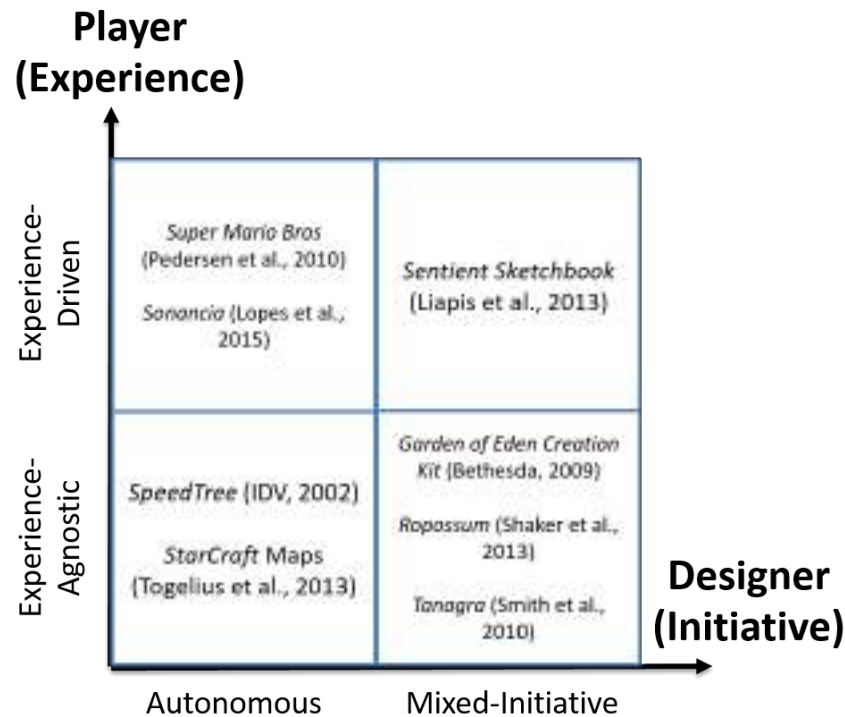 Player
(Experience)
Experience-
Driven
Super Mario Bros
(Pedersen et al., 2010)
Sonancia (Lopes et al.,
2015)
Sentient Sketchbook
(Liapis et al., 2013)
Experience-
Agnostic
SpeedTree (IDV, 2002)
StarCraft Maps
(Togelius et al., 2013)
Garden of Eden Creation
Kit (Bethesda, 2009)
Ropossum (Shaker et al.,
2013)
Tanagra (Smith et al.,
2010)
Designer
(Initiative)
Autonomous
Mixed-Initiative